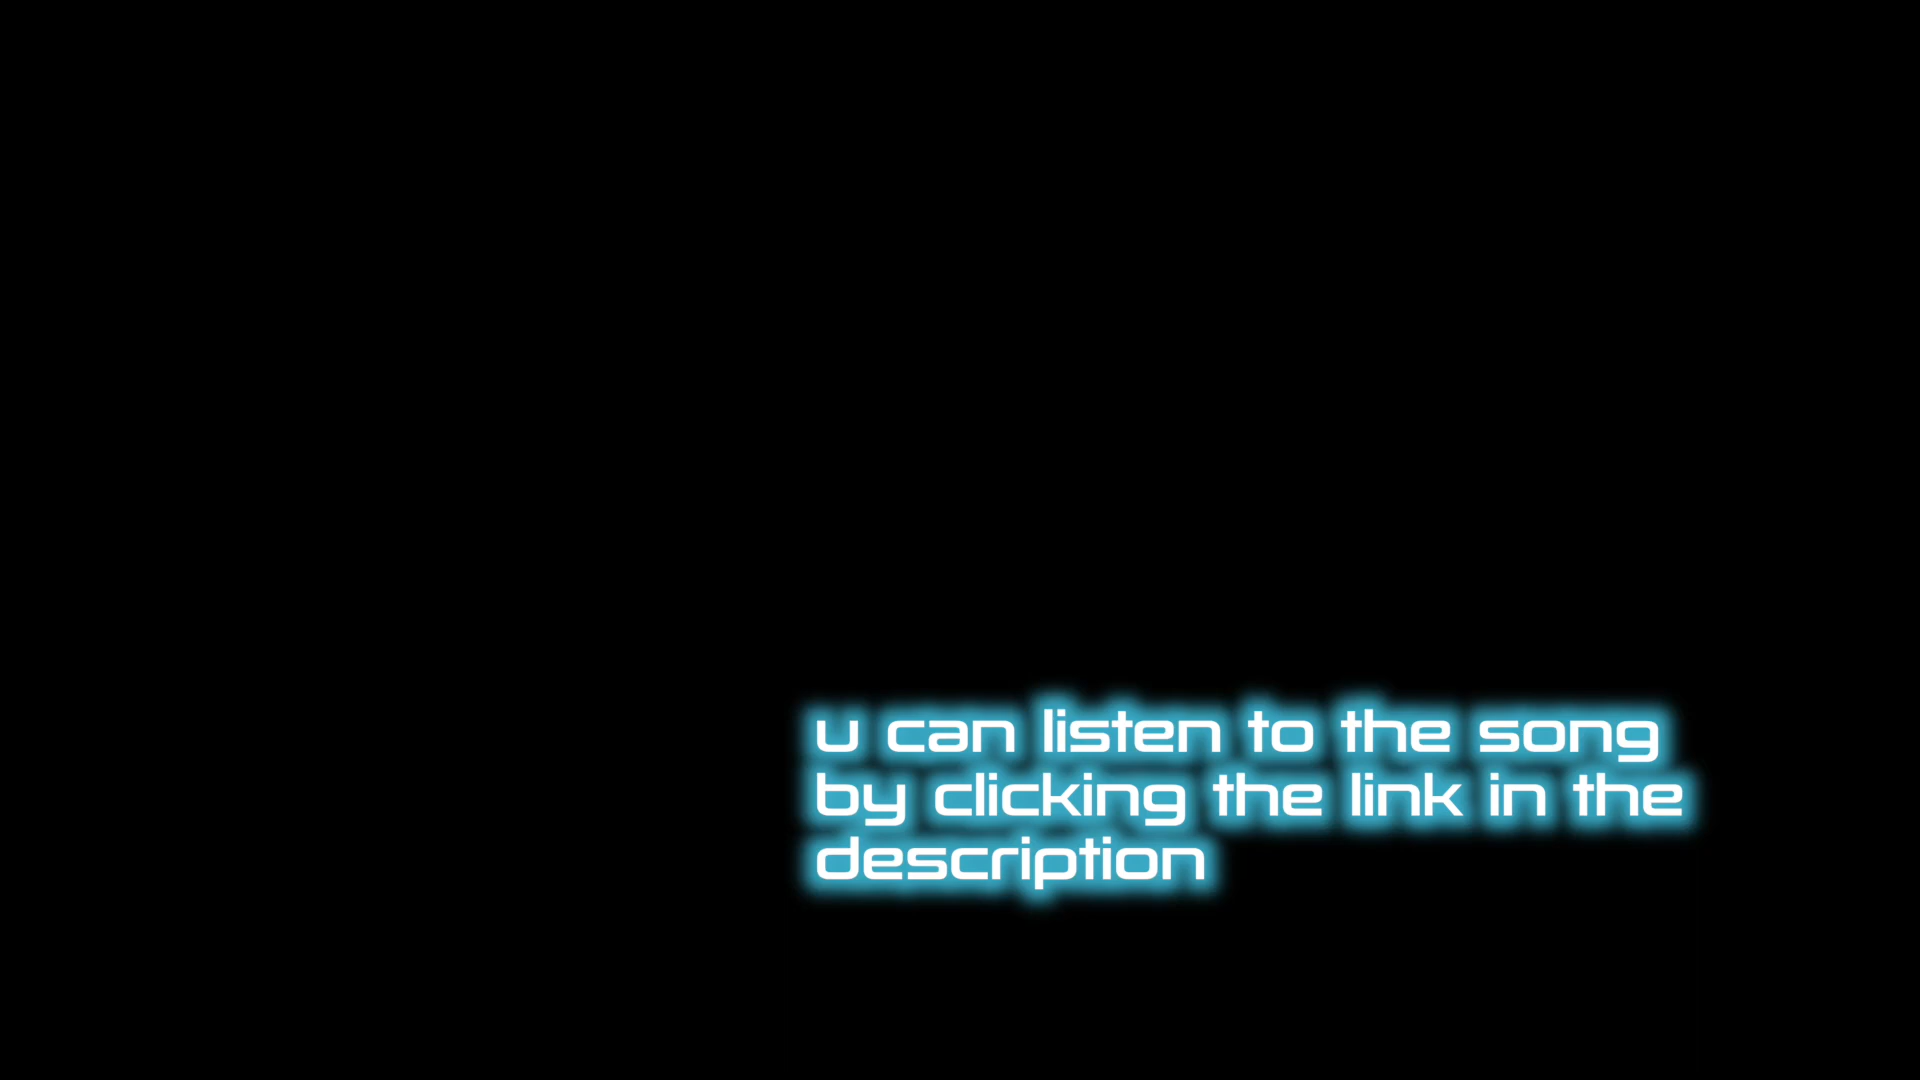 u can listen to the song
by clicking the link in the
description